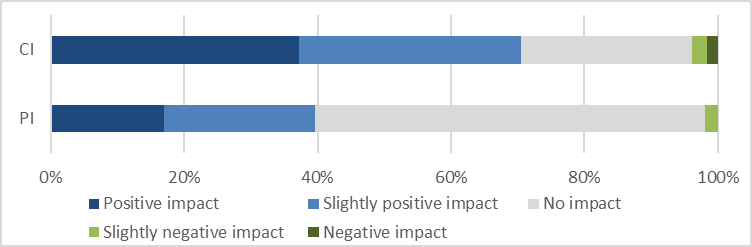 CI
PI
0% 20% 40% 60% 80% 100%
Positive impact Slightly positive impact No impact
Slightly negative impact Negative impact